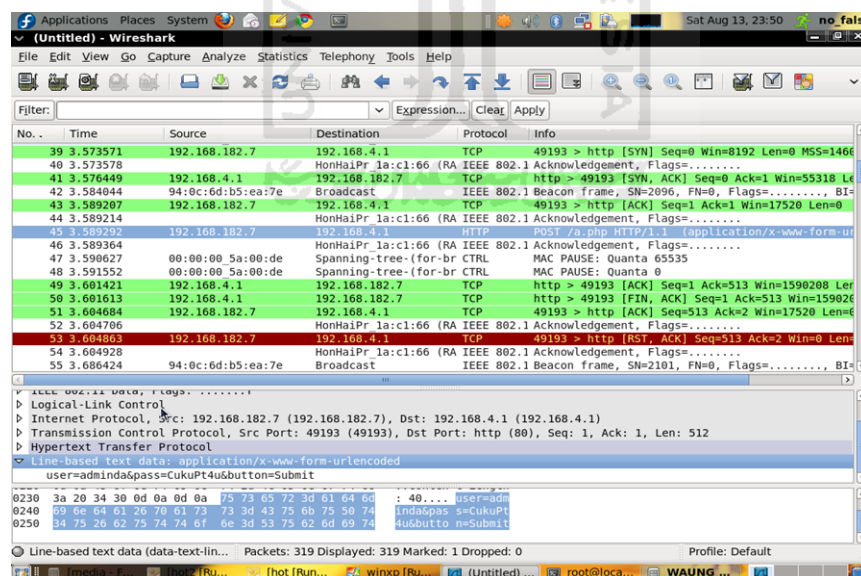 Applications Places System Sat Aug 13, 23:50 no_fals
(Untitled) - Wireshark
File Edit View Go Capture Analyze Statistics Telephony Tools Help
Filter: Expression... Clear Apply
No. . Time Source Destination Protocol Info
39 3.573571 192.168.182.7 192.168.4.1 TCP 49193 > http [SYN] Seq=0 Win=8192 Len=0 MSS=1460
40 3.573578 HonHaiPr_1a:c1:66 (RA IEEE 802.1 Acknowledgement, Flags=........
41 3.576449 192.168.4.1 192.168.182.7 TCP http > 49193 [SYN, ACK] Seq=0 Ack=1 Win=55318 Le
42 3.584044 94:0c:6d:b5:ea:7e Broadcast IEEE 802.1 Beacon frame, SN=2096, FN=0, Flags=........, BI=
43 3.589207 192.168.182.7 192.168.4.1 TCP 49193 > http [ACK] Seq=1 Ack=1 Win=17520 Len=0
44 3.589214 HonHaiPr_1a:c1:66 (RA IEEE 802.1 Acknowledgement, Flags=........
45 3.589292 192.168.182.7 192.168.4.1 HTTP POST /a.php HTTP/1.1 (application/x-www-form-ur
46 3.589364 HonHaiPr_1a:c1:66 (RA IEEE 802.1 Acknowledgement, Flags=........
47 3.590627 00:00:00_5a:00:de Spanning-tree-(for-br CTRL MAC PAUSE: Quanta 65535
48 3.591552 00:00:00_5a:00:de Spanning-tree-(for-br CTRL MAC PAUSE: Quanta 0
49 3.601421 192.168.4.1 192.168.182.7 TCP http > 49193 [ACK] Seq=1 Ack=513 Win=1590208 Len
50 3.601613 192.168.4.1 192.168.182.7 TCP http > 49193 [FIN, ACK] Seq=1 Ack=513 Win=159020
51 3.604684 192.168.182.7 192.168.4.1 TCP 49193 > http [ACK] Seq=513 Ack=2 Win=17520 Len=0
52 3.604706 HonHaiPr_1a:c1:66 (RA IEEE 802.1 Acknowledgement, Flags=........
53 3.604863 192.168.182.7 192.168.4.1 TCP 49193 > http [RST, ACK] Seq=513 Ack=2 Win=0 Len=
54 3.604928 HonHaiPr_1a:c1:66 (RA IEEE 802.1 Acknowledgement, Flags=........
55 3.686424 94:0c:6d:b5:ea:7e Broadcast IEEE 802.1 Beacon frame, SN=2101, FN=0, Flags=........, BI=
IEEE 802.11 Data, Flags: .......T
Logical-Link Control
Internet Protocol, Src: 192.168.182.7 (192.168.182.7), Dst: 192.168.4.1 (192.168.4.1)
Transmission Control Protocol, Src Port: 49193 (49193), Dst Port: http (80), Seq: 1, Ack: 1, Len: 512
Hypertext Transfer Protocol
Line-based text data: application/x-www-form-urlencoded
user=adminda&pass=CukuPt4u&button=Submit
0230 3a 20 34 30 0d 0a 0d 0a 75 73 65 72 3d 61 64 6d : 40.... user=adm
0240 69 6e 64 61 26 70 61 73 73 3d 43 75 6b 75 50 74 inda&pas s=CukuPt
0250 34 75 26 62 75 74 74 6f 6e 3d 53 75 62 6d 69 74 4u&butto n=Submit
Line-based text data (data-text-lin... Packets: 319 Displayed: 319 Marked: 1 Dropped: 0 Profile: Default
[media - F... [hot2 [Ru... [hot [Run... winxp [Ru... (Untitled) ... root@loca... WAUNG